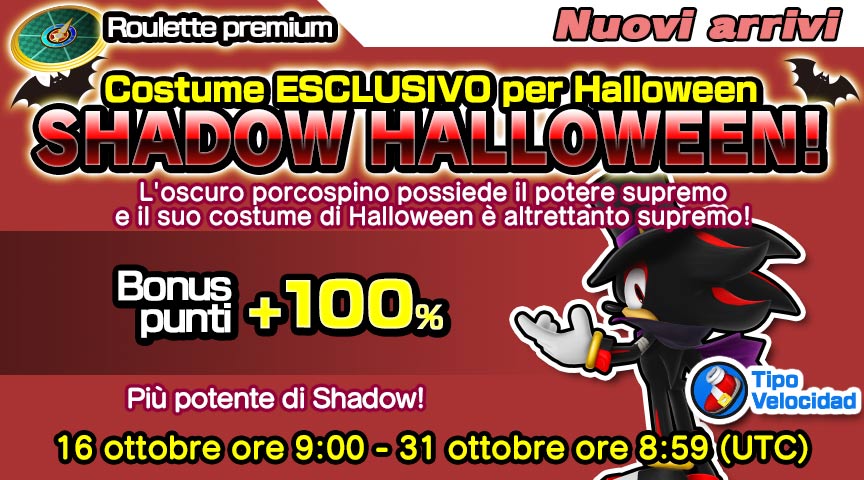 Roulette premium
Nuovi arrivi
Costume ESCLUSIVO per Halloween
SHADOW HALLOWEEN!
L'oscuro porcospino possiede il potere supremo
e il suo costume di Halloween è altrettanto supremo!
Bonus
punti +100%
Tipo
Velocidad
Più potente di Shadow!
16 ottobre ore 9:00 - 31 ottobre ore 8:59 (UTC)